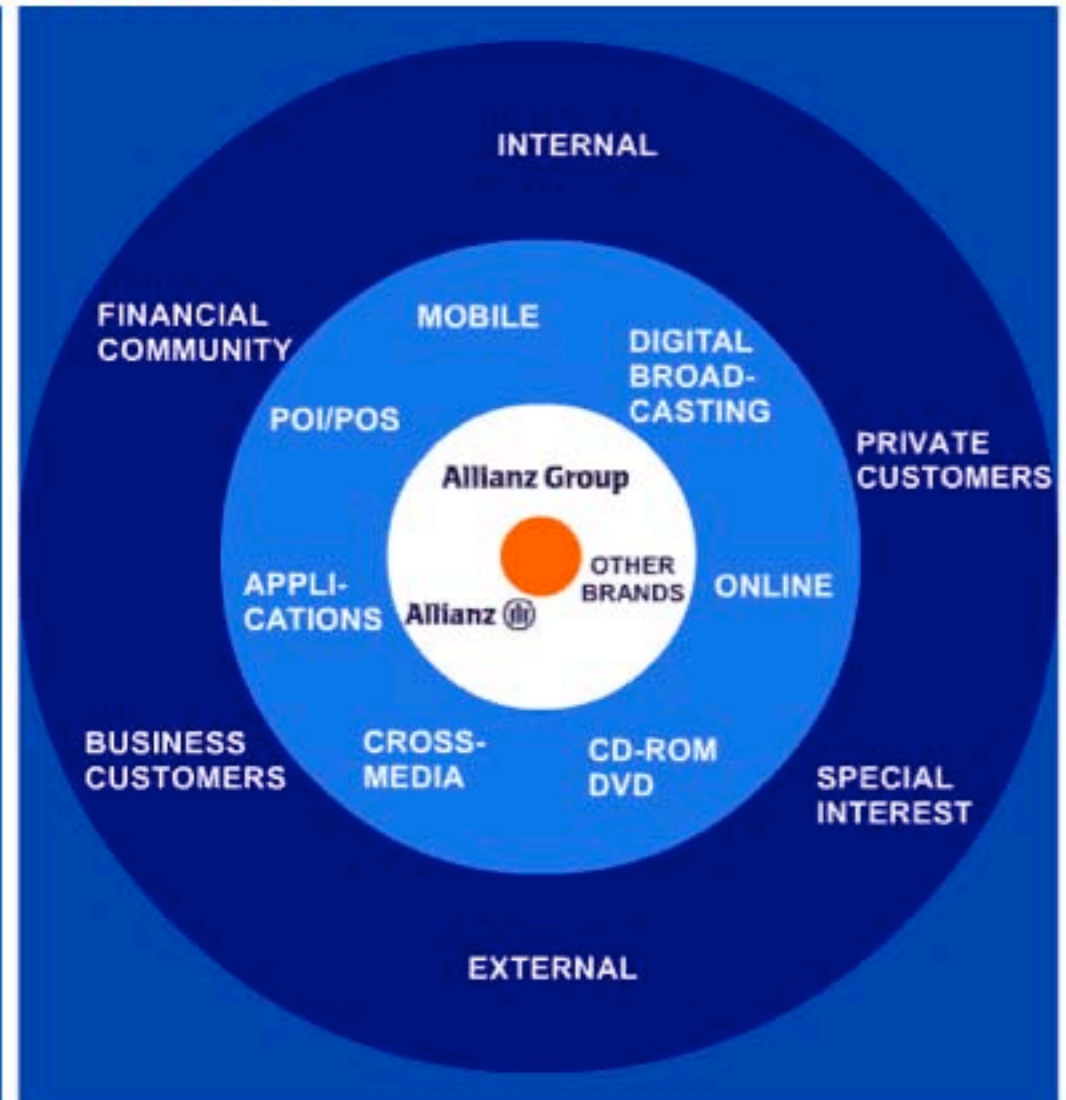 INTERNAL
FINANCIAL
COMMUNITY
MOBILE
DIGITAL
BROAD-
CASTING
POI/POS
PRIVATE
CUSTOMERS
Allianz Group
OTHER
BRANDS
ONLINE
APPLI-
CATIONS
Allianz
BUSINESS
CUSTOMERS
CROSS-
MEDIA
CD-ROM
DVD
SPECIAL
INTEREST
EXTERNAL